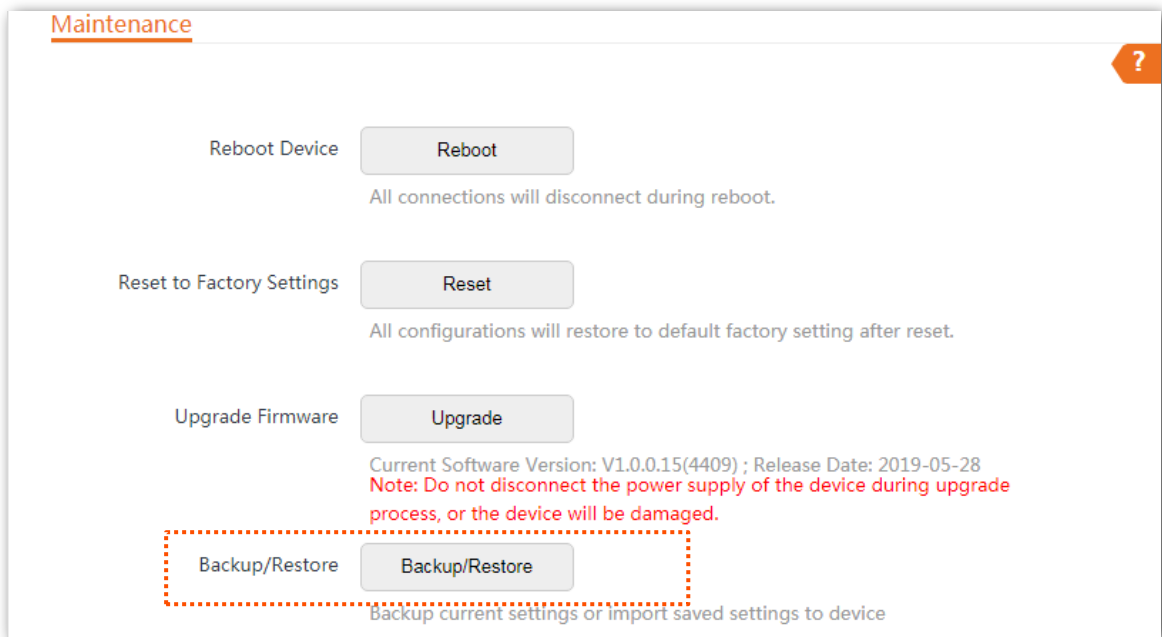 Maintenance
?
Reboot Device
Reboot
All connections will disconnect during reboot.
Reset to Factory Settings
Reset
All configurations will restore to default factory setting after reset.
Upgrade Firmware
Upgrade
Current Software Version: V1.0.0.15(4409) ; Release Date: 2019-05-28
Note: Do not disconnect the power supply of the device during upgrade
process, or the device will be damaged.
Backup/Restore
Backup/Restore
Backup current settings or import saved settings to device